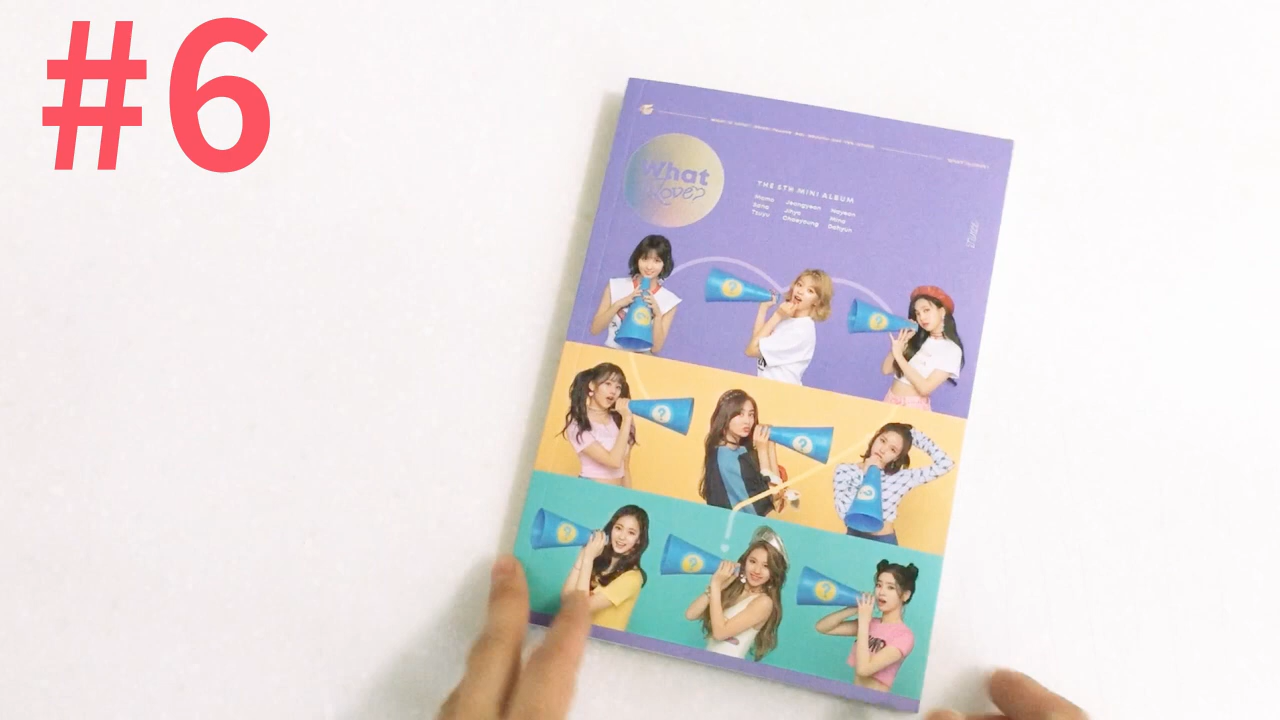 #6
What
Love?
THE 5TH MINI ALBUM
Momo Jeongyeon Nayeon
Sana Jihyo Mina
Tzuyu Chaeyoung Dahyun
?
?
?
?
?
?
?
?
?